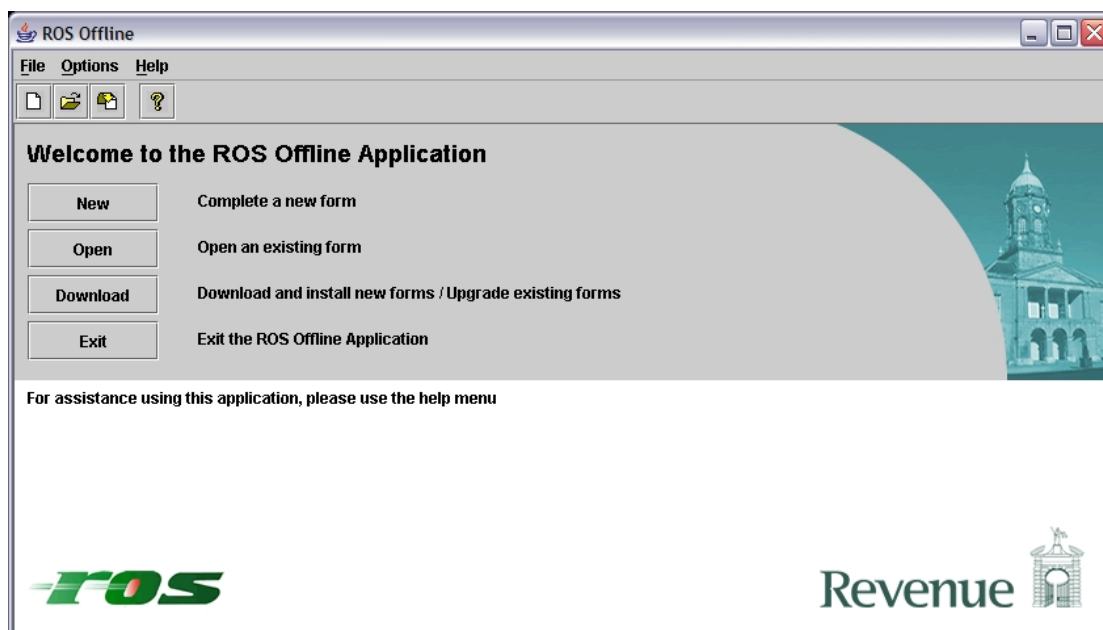 ROS Offline
File Options Help
Welcome to the ROS Offline Application
New Complete a new form
Open Open an existing form
Download Download and install new forms / Upgrade existing forms
Exit Exit the ROS Offline Application
For assistance using this application, please use the help menu
ros
Revenue